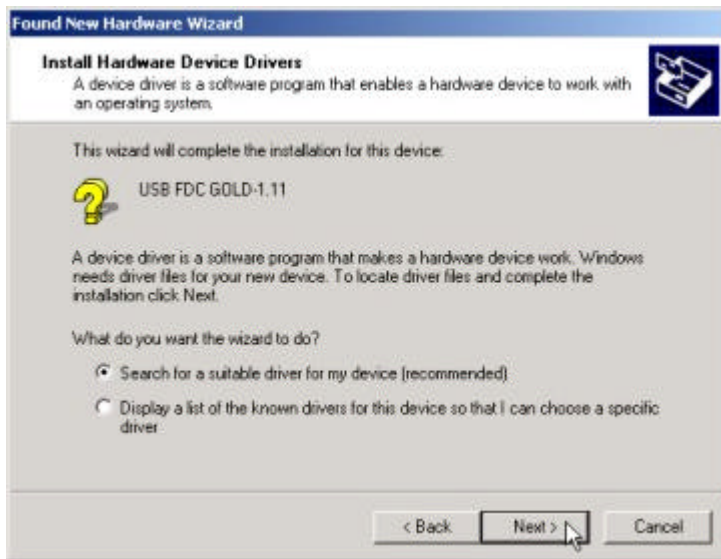 Found New Hardware Wizard
Install Hardware Device Drivers
A device driver is a software program that enables a hardware device to work with
an operating system.
This wizard will complete the installation for this device:
USB FDC GOLD-1.11
A device driver is a software program that makes a hardware device work. Windows
needs driver files for your new device. To locate driver files and complete the
installation click Next.
What do you want the wizard to do?
Search for a suitable driver for my device (recommended)
Display a list of the known drivers for this device so that I can choose a specific
driver
< Back Next > Cancel